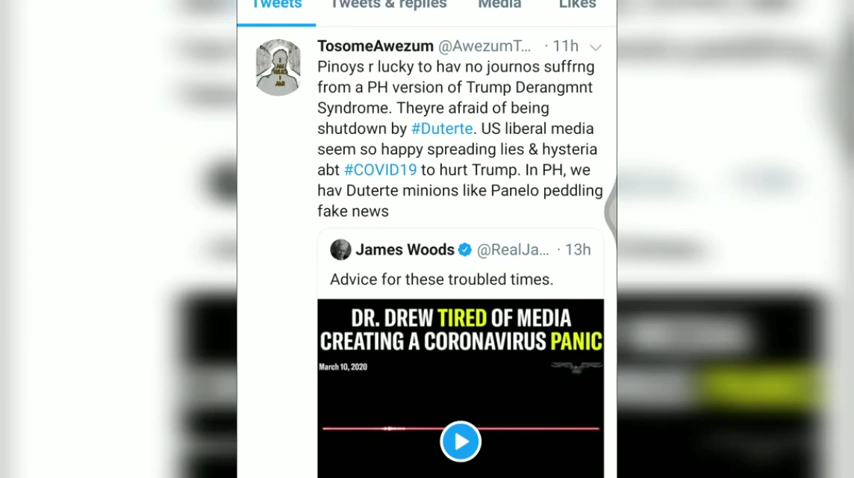 Tweets Tweets & replies Media Likes
TosomeAwezum @AwezumT... · 11h
Pinoys r lucky to hav no journos suffrng
from a PH version of Trump Derangmnt
Syndrome. Theyre afraid of being
shutdown by #Duterte. US liberal media
seem so happy spreading lies & hysteria
abt #COVID19 to hurt Trump. In PH, we
hav Duterte minions like Panelo peddling
fake news
James Woods @RealJa... · 13h
Advice for these troubled times.
DR. DREW TIRED OF MEDIA
CREATING A CORONAVIRUS PANIC
March 10, 2020